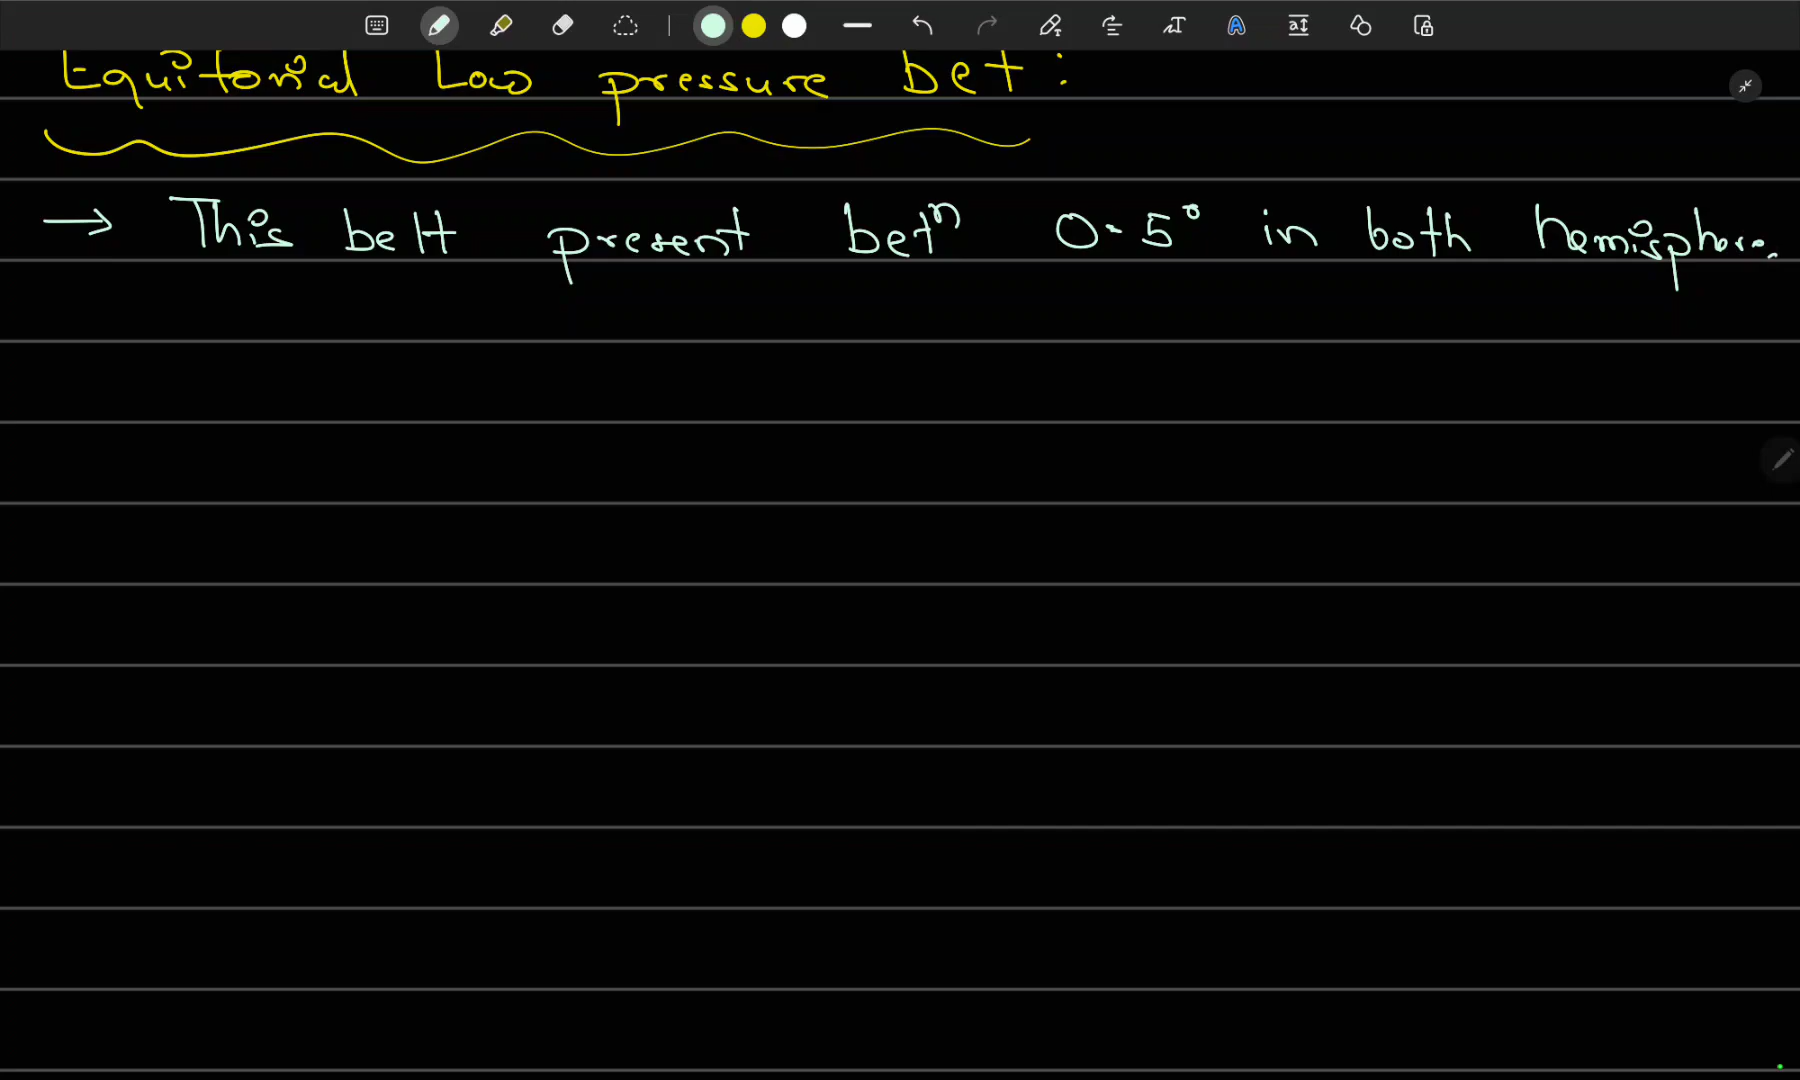 Equitorial Low pressure bet :
→ This belt present betⁿ 0-5° in both hemisphere.